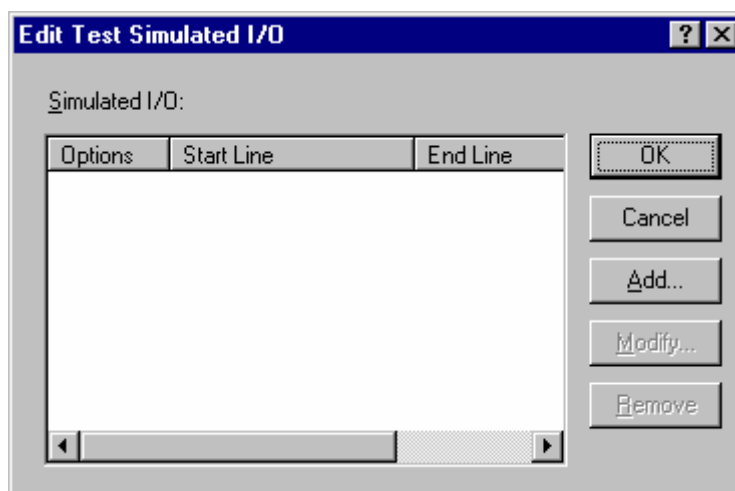 Edit Test Simulated I/O
Simulated I/O:
Options Start Line End Line
OK
Cancel
Add...
Modify...
Remove